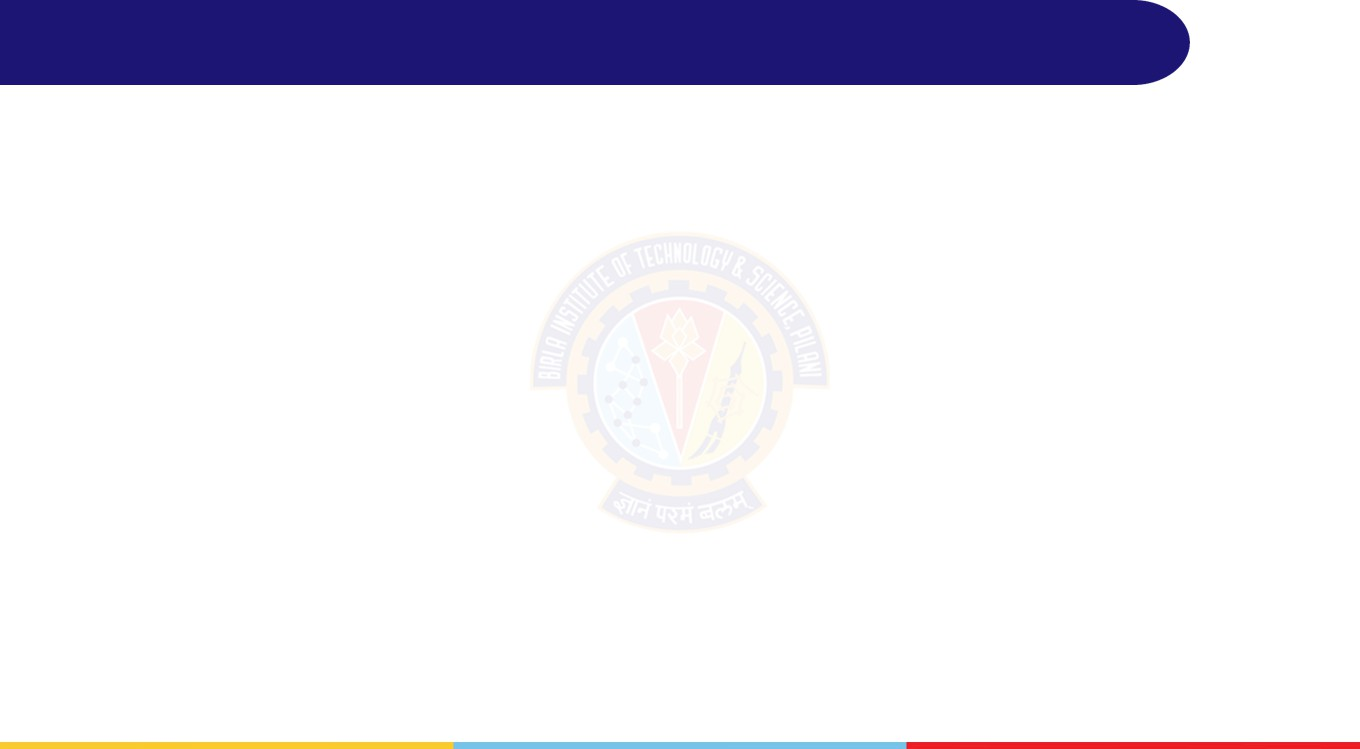 BIRLA INSTITUTE OF TECHNOLOGY & SCIENCE, PILANI
ज्ञानं परमं बलम्